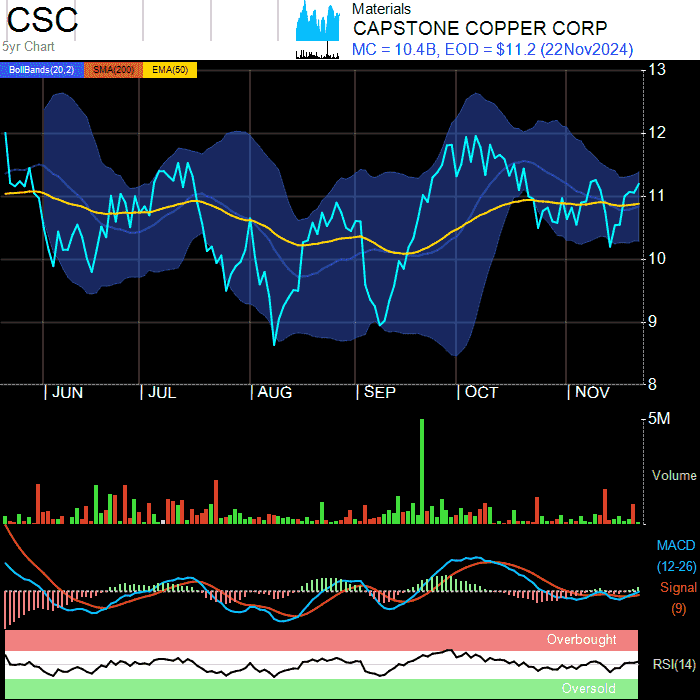 CSC
5yr Chart
Materials
CAPSTONE COPPER CORP
MC = 10.4B, EOD = $11.2 (22Nov2024)
BollBands(20,2) SMA(200) EMA(50)
13
12
11
10
9
8
JUN JUL AUG SEP OCT NOV
5M
Volume
MACD
(12-26)
Signal
(9)
Overbought
RSI(14)
Oversold